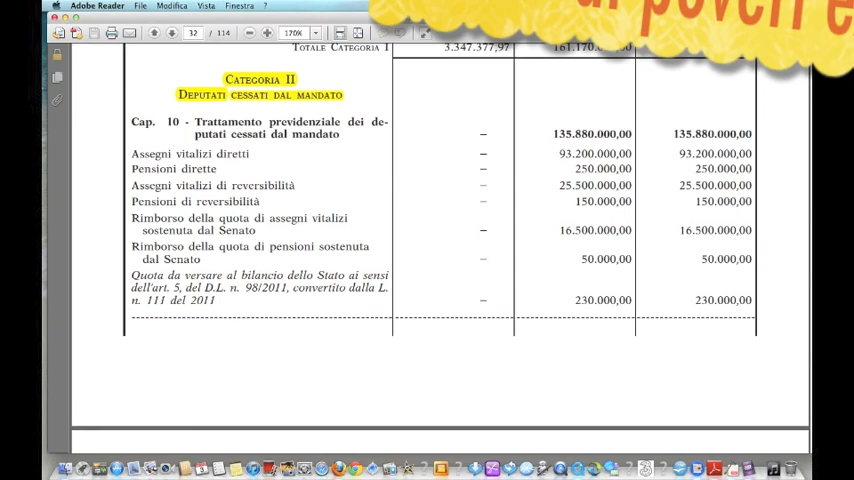 di poveri e
Adobe Reader File Modifica Vista Finestra ?
32 / 114 170%
TOTALE CATEGORIA I 3.347.377,97 161.170.000,00
CATEGORIA II
DEPUTATI CESSATI DAL MANDATO
Cap. 10 - Trattamento previdenziale dei de-
putati cessati dal mandato – 135.880.000,00 135.880.000,00
Assegni vitalizi diretti – 93.200.000,00 93.200.000,00
Pensioni dirette – 250.000,00 250.000,00
Assegni vitalizi di reversibilità – 25.500.000,00 25.500.000,00
Pensioni di reversibilità – 150.000,00 150.000,00
Rimborso della quota di assegni vitalizi
sostenuta dal Senato – 16.500.000,00 16.500.000,00
Rimborso della quota di pensioni sostenuta
dal Senato – 50.000,00 50.000,00
Quota da versare al bilancio dello Stato ai sensi
dell'art. 5, del D.L. n. 98/2011, convertito dalla L.
n. 111 del 2011 – 230.000,00 230.000,00